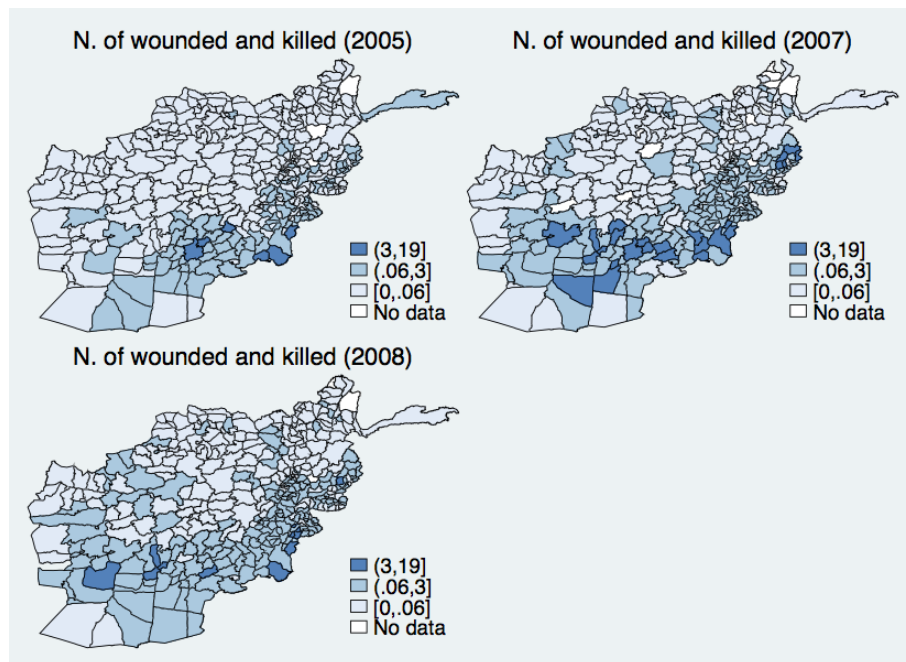 N. of wounded and killed (2005)
(3,19]
(.06,3]
[0,.06]
No data
N. of wounded and killed (2007)
(3,19]
(.06,3]
[0,.06]
No data
N. of wounded and killed (2008)
(3,19]
(.06,3]
[0,.06]
No data